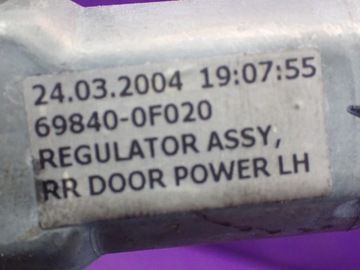 24.03.2004 19:07:55
69840-0F020
REGULATOR ASSY,
RR DOOR POWER LH